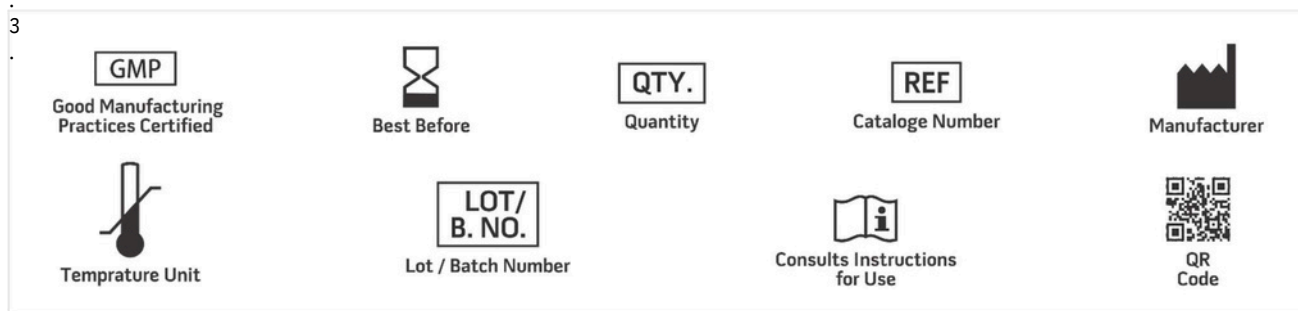 .
3
.
GMP
Good Manufacturing
Practices Certified
Best Before
QTY.
Quantity
REF
Cataloge Number
Manufacturer
Temprature Unit
LOT/
B. NO.
Lot / Batch Number
i
Consults Instructions
for Use
QR
Code